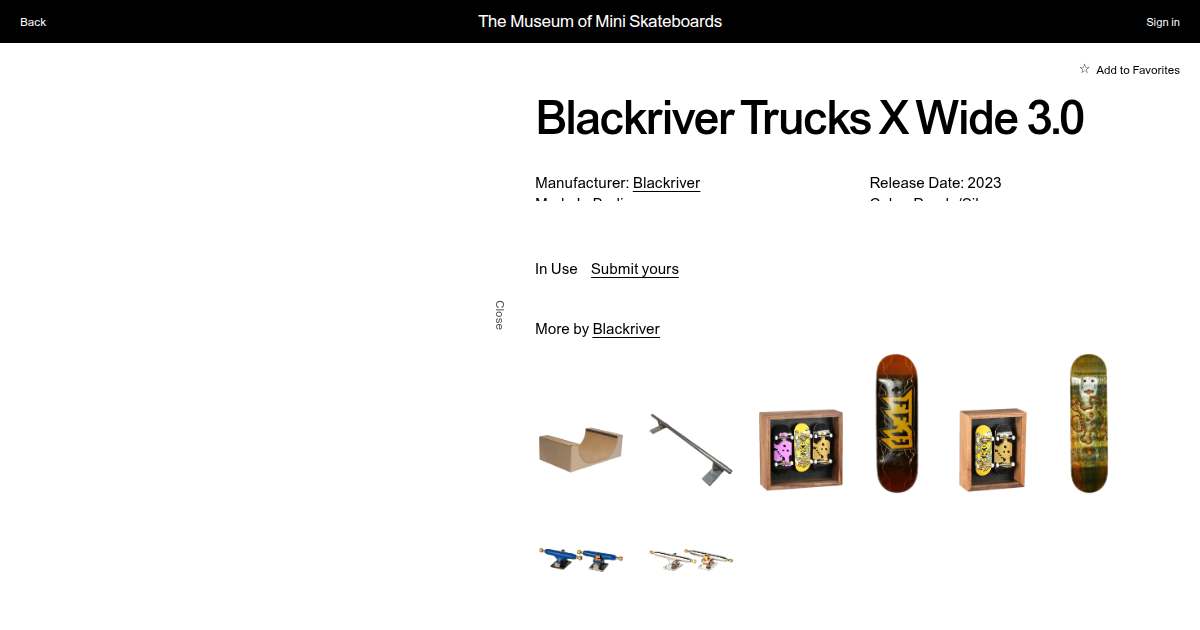 Back
The Museum of Mini Skateboards
Sign in
☆ Add to Favorites
Blackriver Trucks X Wide 3.0
Manufacturer: Blackriver
Release Date: 2023
In Use Submit yours
Close
More by Blackriver